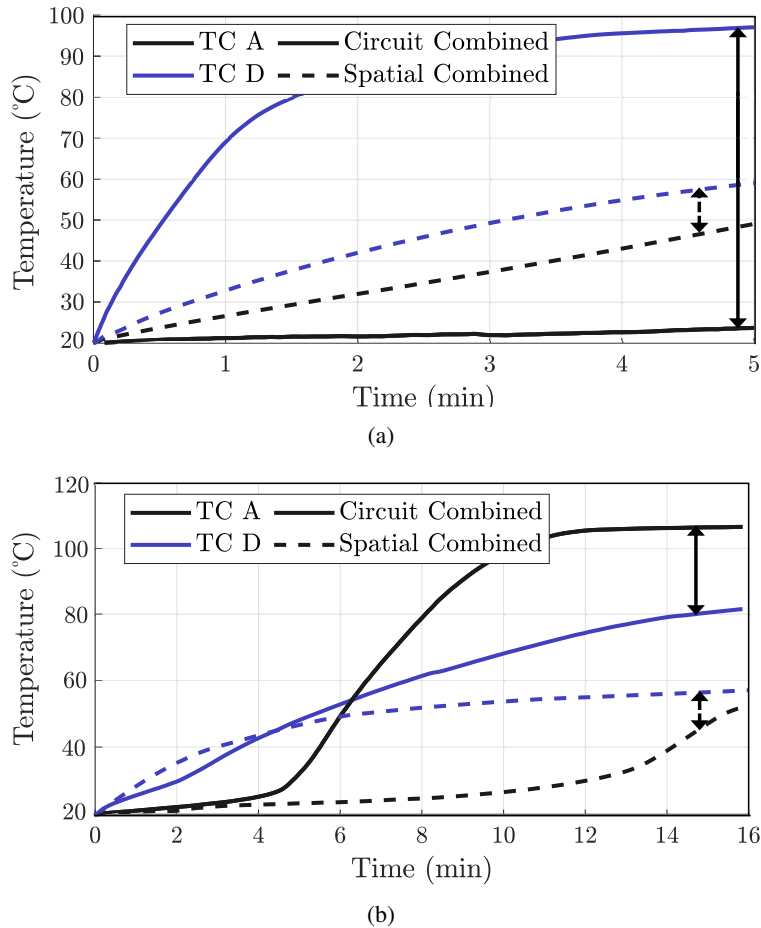 100
90
80
70
60
50
40
30
20
Temperature (°C)
TC A Circuit Combined
TC D Spatial Combined
0 1 2 3 4 5
Time (min)
(a)
120
100
80
60
40
20
Temperature (°C)
TC A Circuit Combined
TC D Spatial Combined
0 2 4 6 8 10 12 14 16
Time (min)
(b)